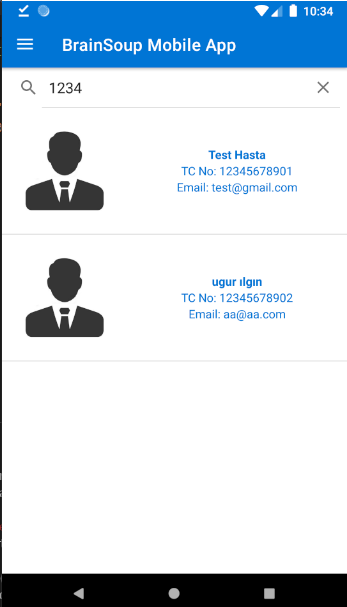 10:34
BrainSoup Mobile App
1234
Test Hasta
TC No: 12345678901
Email: test@gmail.com
ugur ılgın
TC No: 12345678902
Email: aa@aa.com